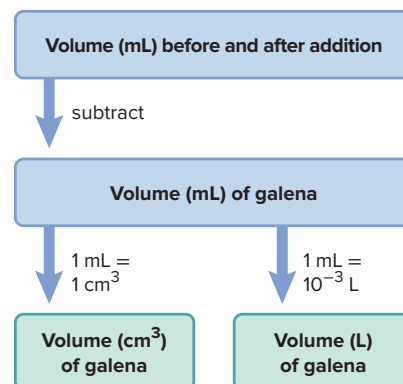 Volume (mL) before and after addition
subtract
Volume (mL) of galena
1 mL =
1 cm³
1 mL =
10⁻³ L
Volume (cm³)
of galena
Volume (L)
of galena